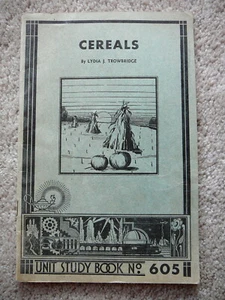 CEREALS
By LYDIA J. TROWBRIDGE
UNIT STUDY BOOK No 605